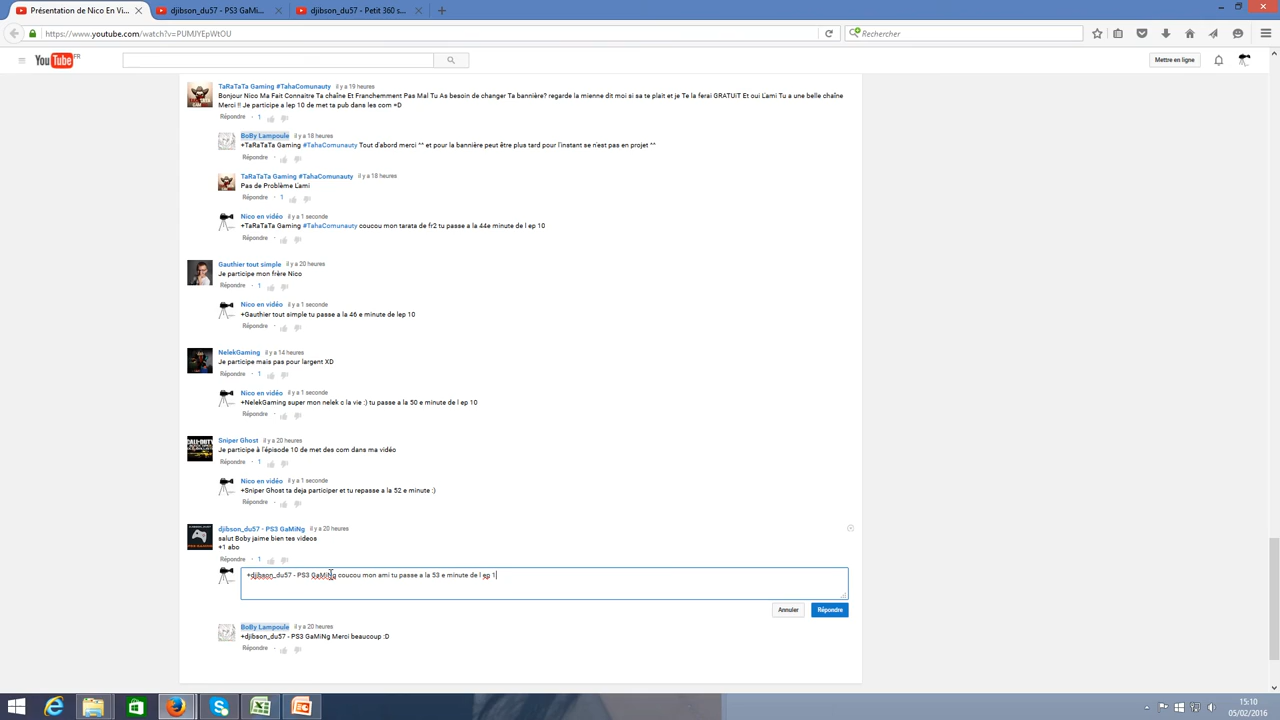 Présentation de Nico En Vi...
djibson_du57 - PS3 GaMi...
djibson_du57 - Petit 360 s...
https://www.youtube.com/watch?v=PUMJYEpWtOU
Rechercher
YouTube FR
Mettre en ligne
TaRaTaTa Gaming #TahaComunauty il y a 19 heures
Bonjour Nico Ma Fait Connaitre Ta chaîne Et Franchemment Pas Mal Tu As besoin de changer Ta bannière? regarde la mienne dit moi si sa te plait et je Te la ferai GRATUiT Et oui L'ami Tu a une belle chaîne
Merci !! Je participe a lep 10 de met ta pub dans les com =D
Répondre · 1
BoBy Lampoule il y a 18 heures
+TaRaTaTa Gaming #TahaComunauty Tout d'abord merci ^^ et pour la bannière peut être plus tard pour l'instant se n'est pas en projet ^^
Répondre ·
TaRaTaTa Gaming #TahaComunauty il y a 18 heures
Pas de Problème L'ami
Répondre · 1
Nico en vidéo il y a 1 seconde
+TaRaTaTa Gaming #TahaComunauty coucou mon tarata de fr2 tu passe a la 44e minute de l ep 10
Répondre ·
Gauthier tout simple il y a 20 heures
Je participe mon frère Nico
Répondre · 1
Nico en vidéo il y a 1 seconde
+Gauthier tout simple tu passe a la 46 e minute de lep 10
Répondre ·
NelekGaming il y a 14 heures
Je participe mais pas pour largent XD
Répondre · 1
Nico en vidéo il y a 1 seconde
+NelekGaming super mon nelek c la vie :) tu passe a la 50 e minute de l ep 10
Répondre ·
Sniper Ghost il y a 20 heures
Je participe à l'épisode 10 de met des com dans ma vidéo
Répondre · 1
Nico en vidéo il y a 1 seconde
+Sniper Ghost ta deja participer et tu repasse a la 52 e minute :)
Répondre ·
djibson_du57 - PS3 GaMiNg il y a 20 heures
salut Boby jaime bien tes videos
+1 abo
Répondre · 1
+djibson_du57 - PS3 GaMiNg coucou mon ami tu passe a la 53 e minute de l ep 1
Annuler Répondre
BoBy Lampoule il y a 20 heures
+djibson_du57 - PS3 GaMiNg Merci beaucoup :D
Répondre ·
15:10
05/02/2016